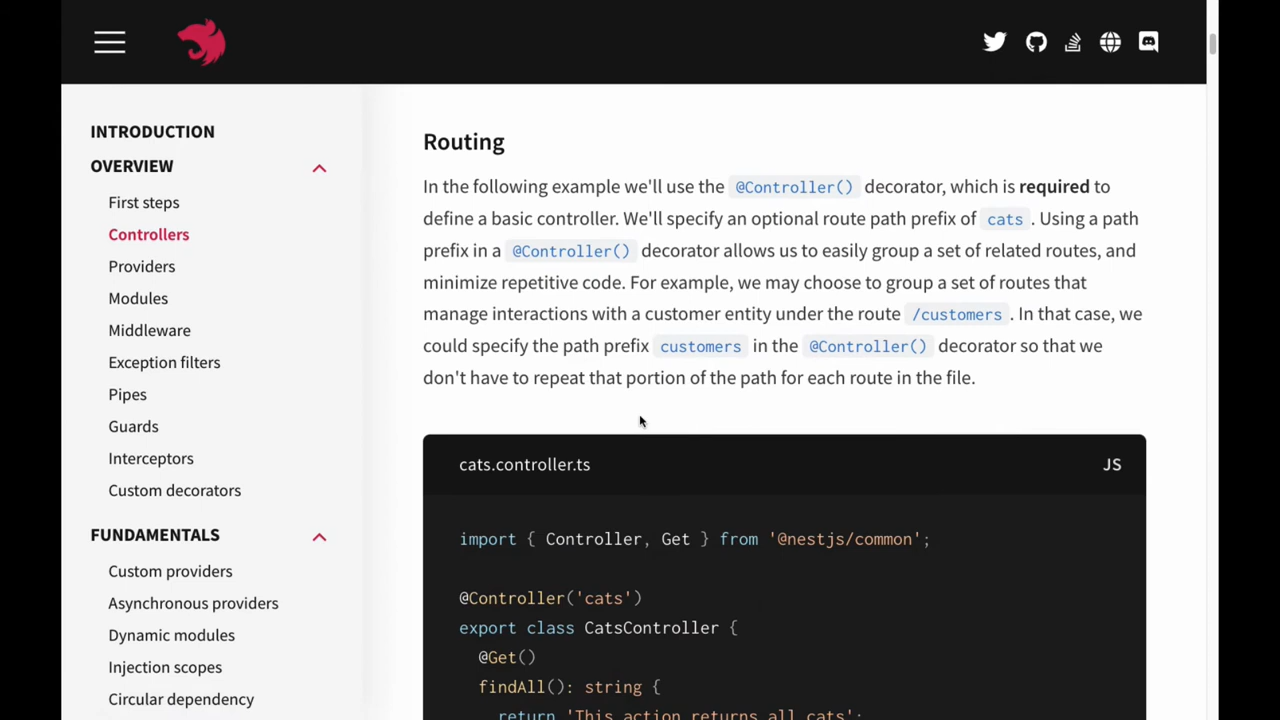 INTRODUCTION
OVERVIEW
First steps
Controllers
Providers
Modules
Middleware
Exception filters
Pipes
Guards
Interceptors
Custom decorators
FUNDAMENTALS
Custom providers
Asynchronous providers
Dynamic modules
Injection scopes
Circular dependency
Routing
In the following example we'll use the @Controller() decorator, which is required to
define a basic controller. We'll specify an optional route path prefix of cats . Using a path
prefix in a @Controller() decorator allows us to easily group a set of related routes, and
minimize repetitive code. For example, we may choose to group a set of routes that
manage interactions with a customer entity under the route /customers . In that case, we
could specify the path prefix customers in the @Controller() decorator so that we
don't have to repeat that portion of the path for each route in the file.
cats.controller.ts JS
import { Controller, Get } from '@nestjs/common';
@Controller('cats')
export class CatsController {
@Get()
findAll(): string {
return 'This action returns all cats';